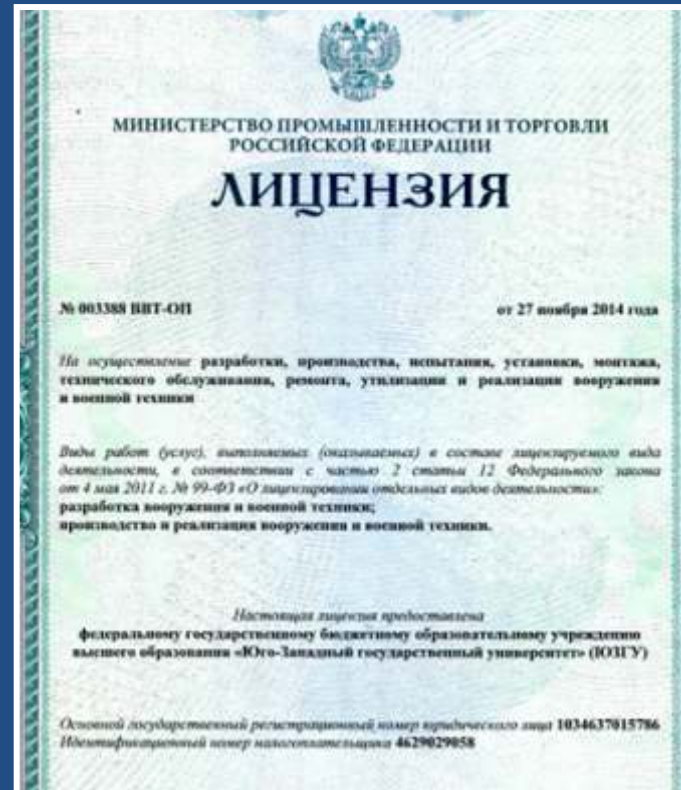 МИНИСТЕРСТВО ПРОМЫШЛЕННОСТИ И ТОРГОВЛИ
РОССИЙСКОЙ ФЕДЕРАЦИИ
ЛИЦЕНЗИЯ
№ 003388 ВВТ-ОП от 27 ноября 2014 года
На осуществление разработки, производства, испытания, установки, монтажа,
технического обслуживания, ремонта, утилизации и реализации вооружения
и военной техники
Виды работ (услуг), выполняемых (оказываемых) в составе лицензируемого вида
деятельности, в соответствии с частью 2 статьи 12 Федерального закона
от 4 мая 2011 г. № 99-ФЗ «О лицензировании отдельных видов деятельности»:
разработка вооружения и военной техники;
производство и реализация вооружения и военной техники.
Настоящая лицензия предоставлена
федеральному государственному бюджетному образовательному учреждению
высшего образования «Юго-Западный государственный университет» (ЮЗГУ)
Основной государственный регистрационный номер юридического лица 1034637015786
Идентификационный номер налогоплательщика 4629029058